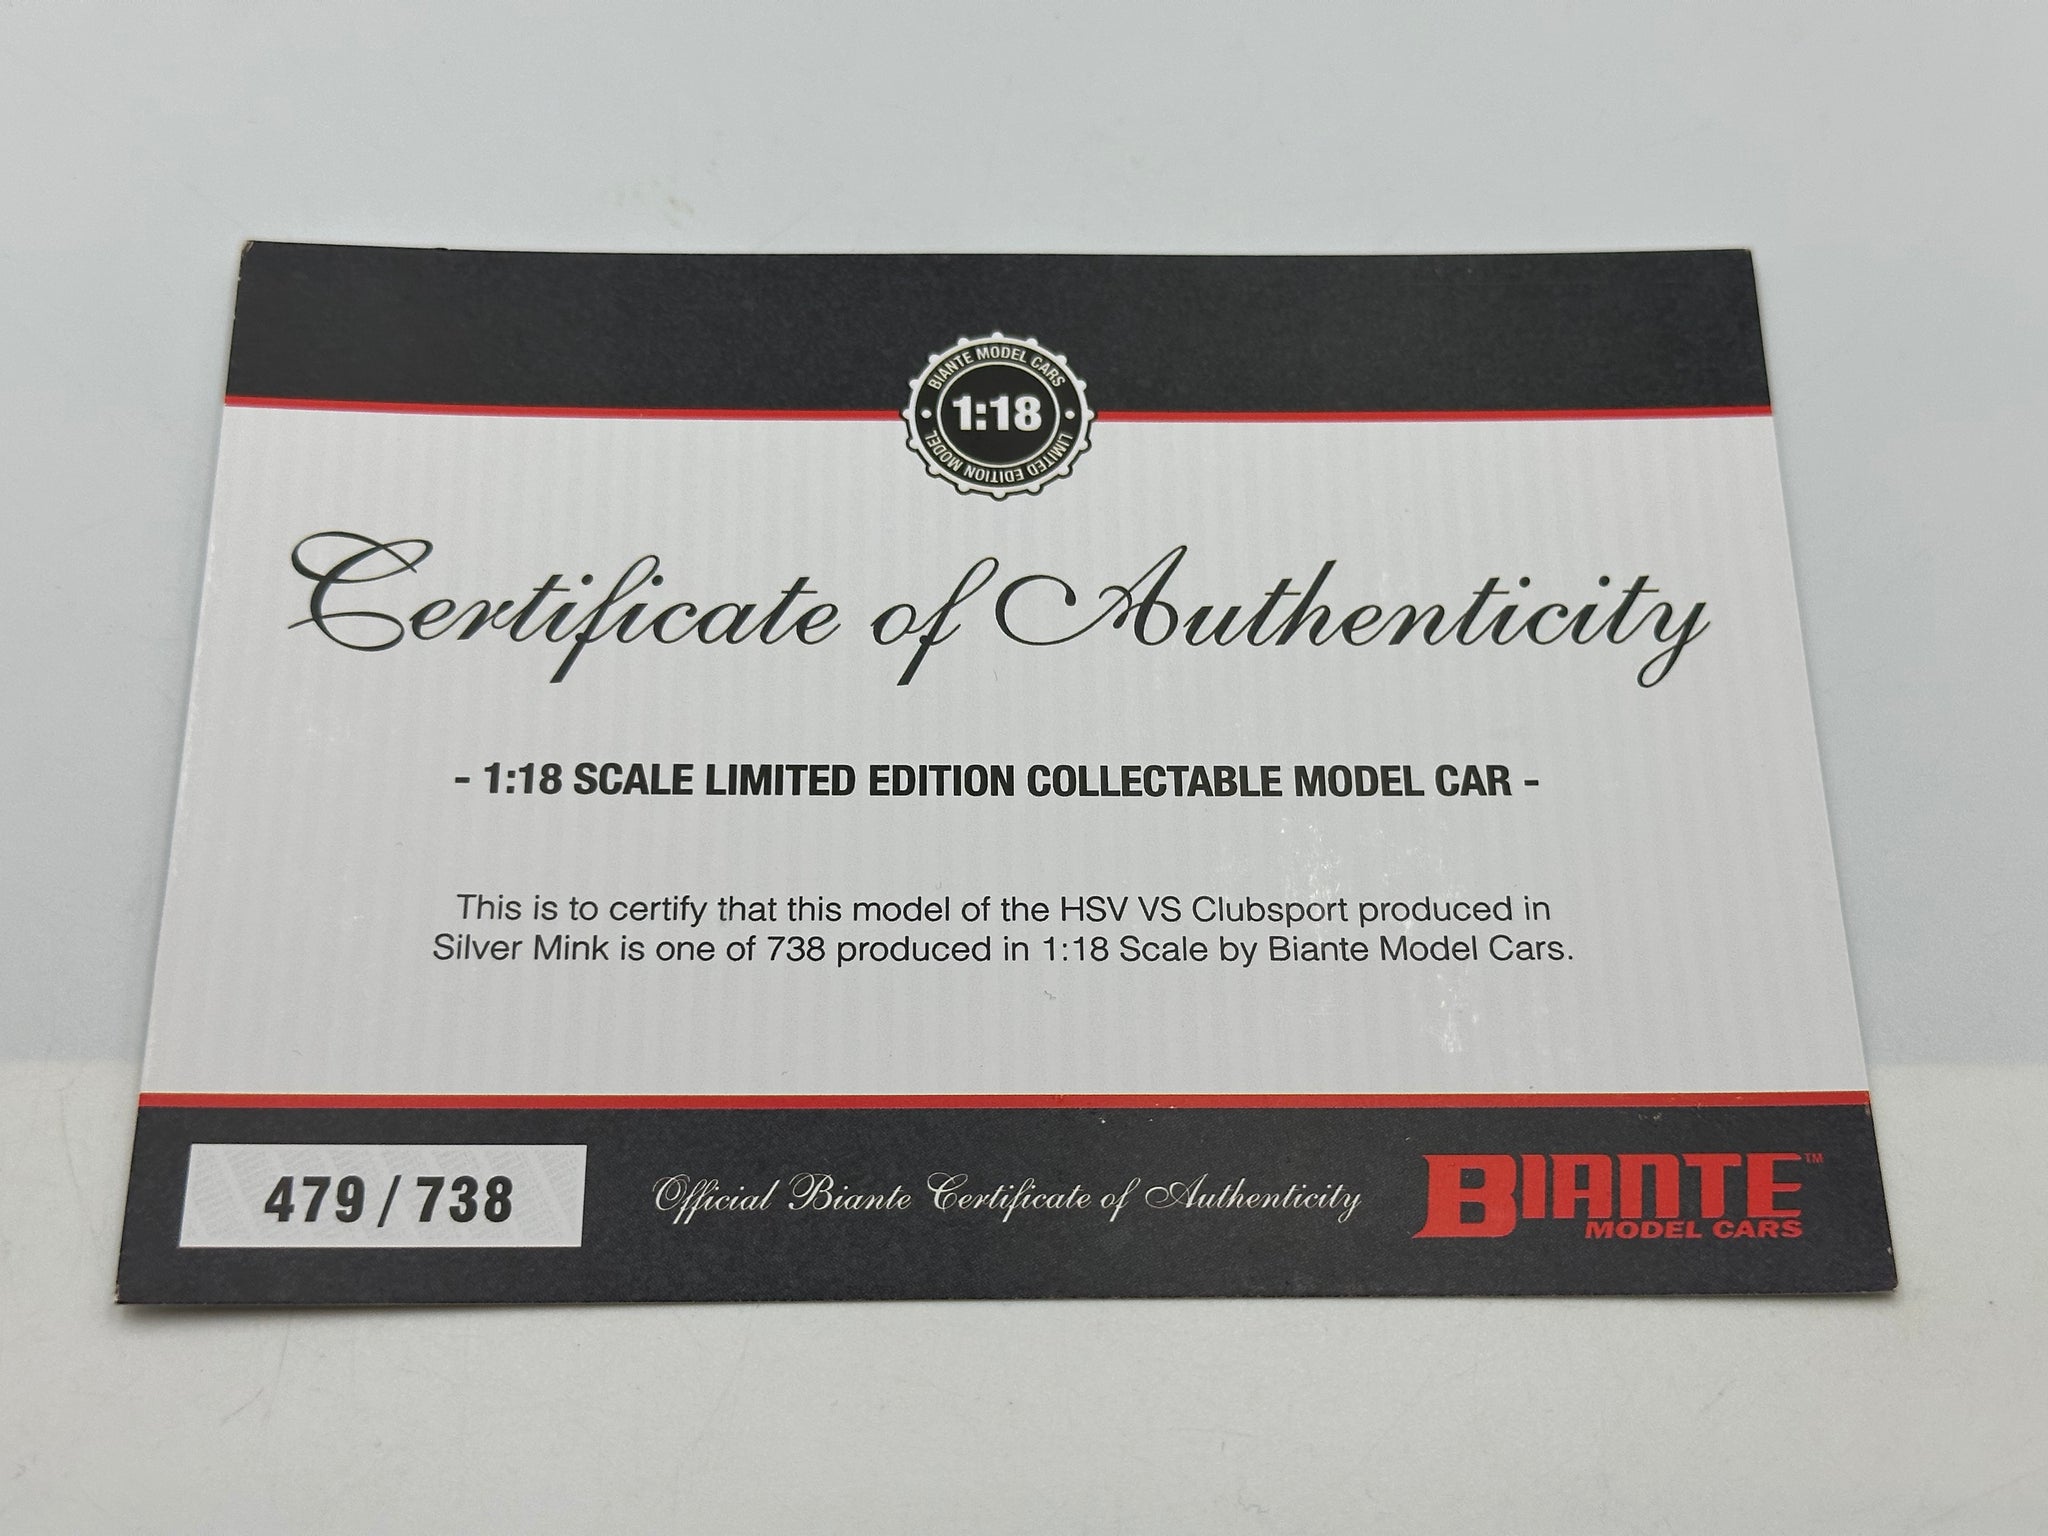 BIANTE MODEL CARS
1:18
LIMITED EDITION MODEL
Certificate of Authenticity
- 1:18 SCALE LIMITED EDITION COLLECTABLE MODEL CAR -
This is to certify that this model of the HSV VS Clubsport produced in
Silver Mink is one of 738 produced in 1:18 Scale by Biante Model Cars.
479 / 738
Official Biante Certificate of Authenticity
BIANTE™
MODEL CARS